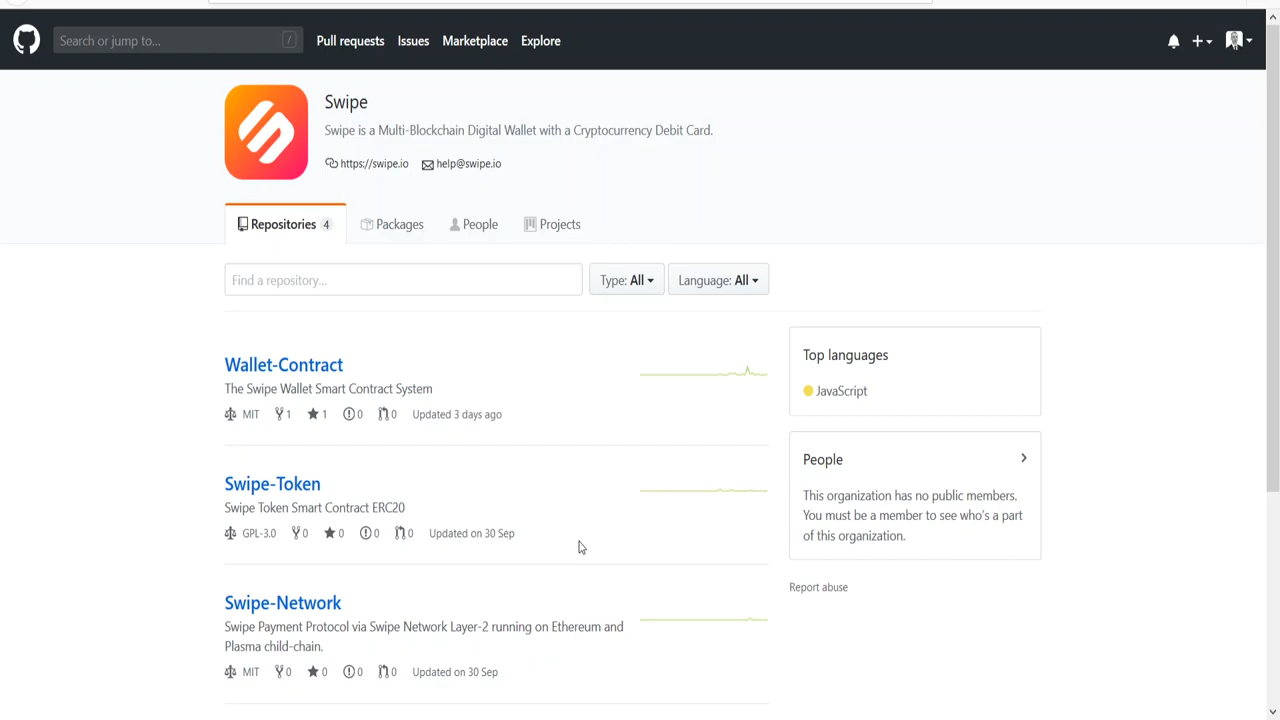 Search or jump to... / Pull requests Issues Marketplace Explore
Swipe
Swipe is a Multi-Blockchain Digital Wallet with a Cryptocurrency Debit Card.
https://swipe.io help@swipe.io
Repositories 4 Packages People Projects
Find a repository... Type: All Language: All
Wallet-Contract
The Swipe Wallet Smart Contract System
MIT 1 1 0 0 Updated 3 days ago
Swipe-Token
Swipe Token Smart Contract ERC20
GPL-3.0 0 0 0 0 Updated on 30 Sep
Swipe-Network
Swipe Payment Protocol via Swipe Network Layer-2 running on Ethereum and
Plasma child-chain.
MIT 0 0 0 0 Updated on 30 Sep
Top languages
JavaScript
People
This organization has no public members.
You must be a member to see who's a part
of this organization.
Report abuse